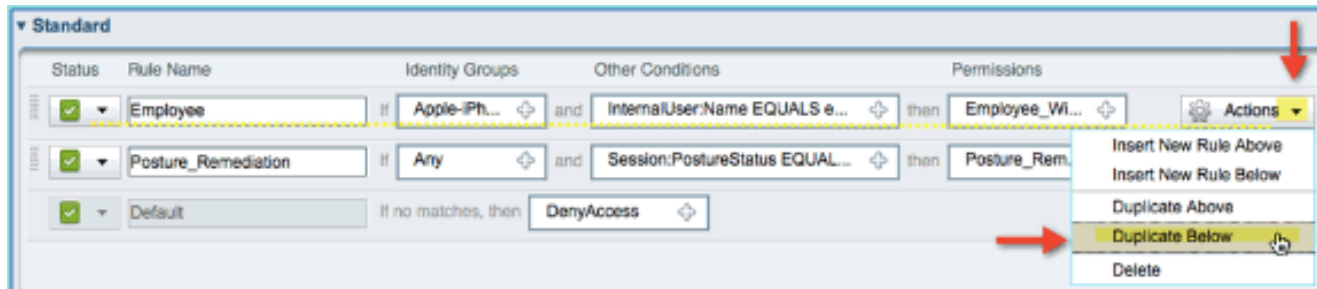 Standard
Status Rule Name Identity Groups Other Conditions Permissions
Employee If Apple-iPh... and InternalUser:Name EQUALS e... then Employee_Wi... Actions
Insert New Rule Above
Posture_Remediation If Any and Session:PostureStatus EQUAL... then Posture_Rem.
Insert New Rule Below
Default If no matches, then DenyAccess
Duplicate Above
Duplicate Below
Delete